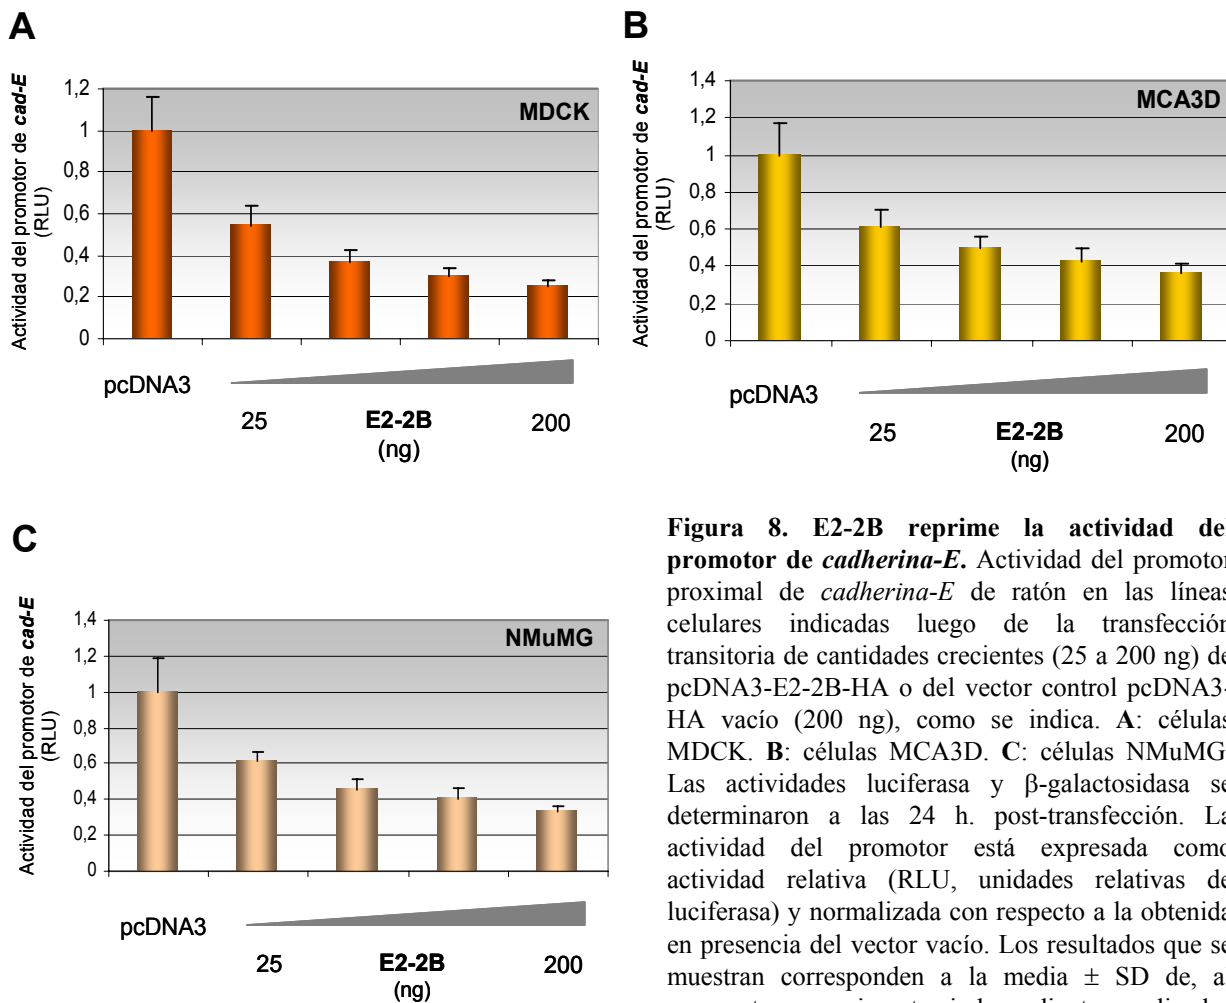 A
Actividad del promotor de cad-E
(RLU)
1,2
1
0,8
0,6
0,4
0,2
0
MDCK
pcDNA3
25
E2-2B
200
(ng)
B
Actividad del promotor de cad-E
(RLU)
1,4
1,2
1
0,8
0,6
0,4
0,2
0
MCA3D
pcDNA3
25
E2-2B
200
(ng)
C
Actividad del promotor de cad-E
(RLU)
1,4
1,2
1
0,8
0,6
0,4
0,2
0
NMuMG
pcDNA3
25
E2-2B
200
(ng)
Figura 8. E2-2B reprime la actividad del
promotor de cadherina-E. Actividad del promotor
proximal de cadherina-E de ratón en las líneas
celulares indicadas luego de la transfección
transitoria de cantidades crecientes (25 a 200 ng) de
pcDNA3-E2-2B-HA o del vector control pcDNA3-
HA vacío (200 ng), como se indica. A: células
MDCK. B: células MCA3D. C: células NMuMG
Las actividades luciferasa y β-galactosidasa se
determinaron a las 24 h. post-transfección. La
actividad del promotor está expresada como
actividad relativa (RLU, unidades relativas de
luciferasa) y normalizada con respecto a la obtenida
en presencia del vector vacío. Los resultados que se
muestran corresponden a la media ± SD de, a